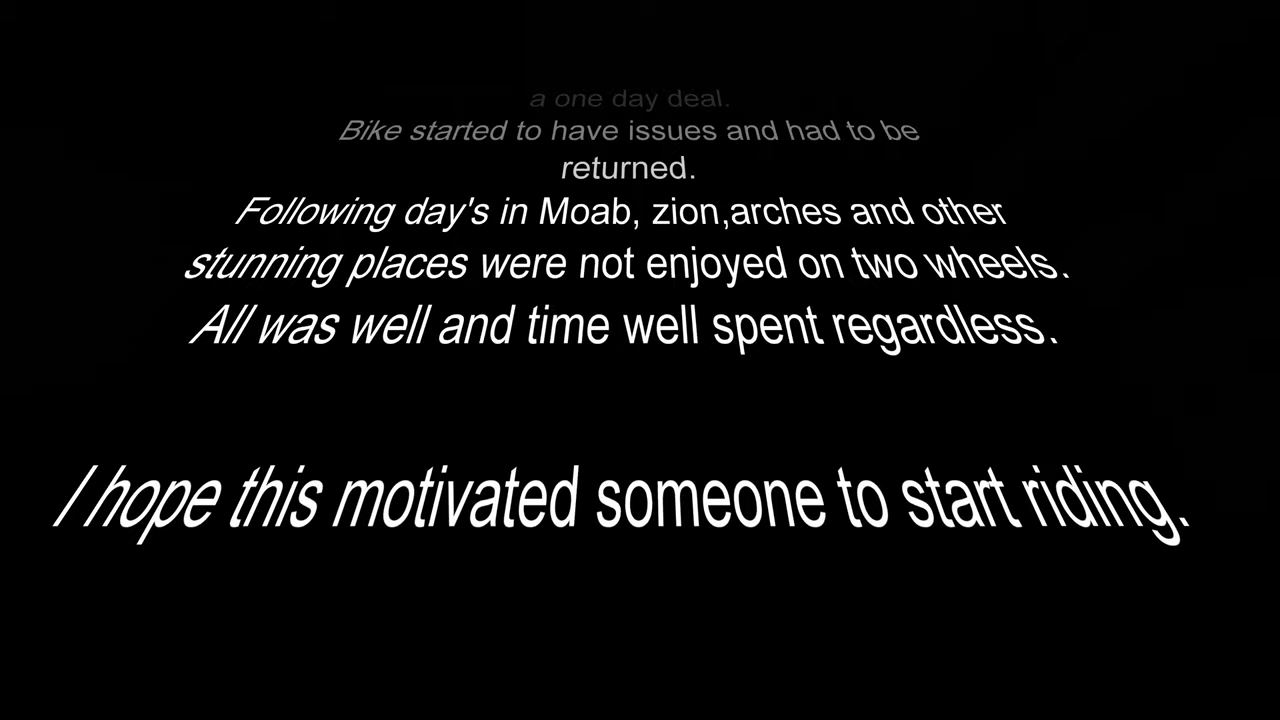 a one day deal.
Bike started to have issues and had to be
returned.
Following day's in Moab, zion,arches and other
stunning places were not enjoyed on two wheels.
All was well and time well spent regardless.
I hope this motivated someone to start riding.